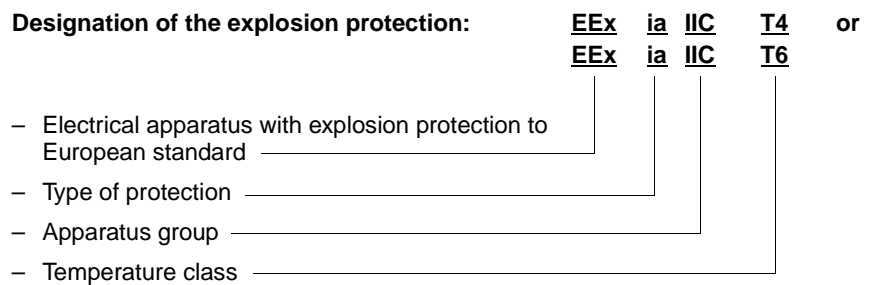 Designation of the explosion protection: EEx ia IIC T4 or
EEx ia IIC T6
– Electrical apparatus with explosion protection to
European standard
– Type of protection
– Apparatus group
– Temperature class